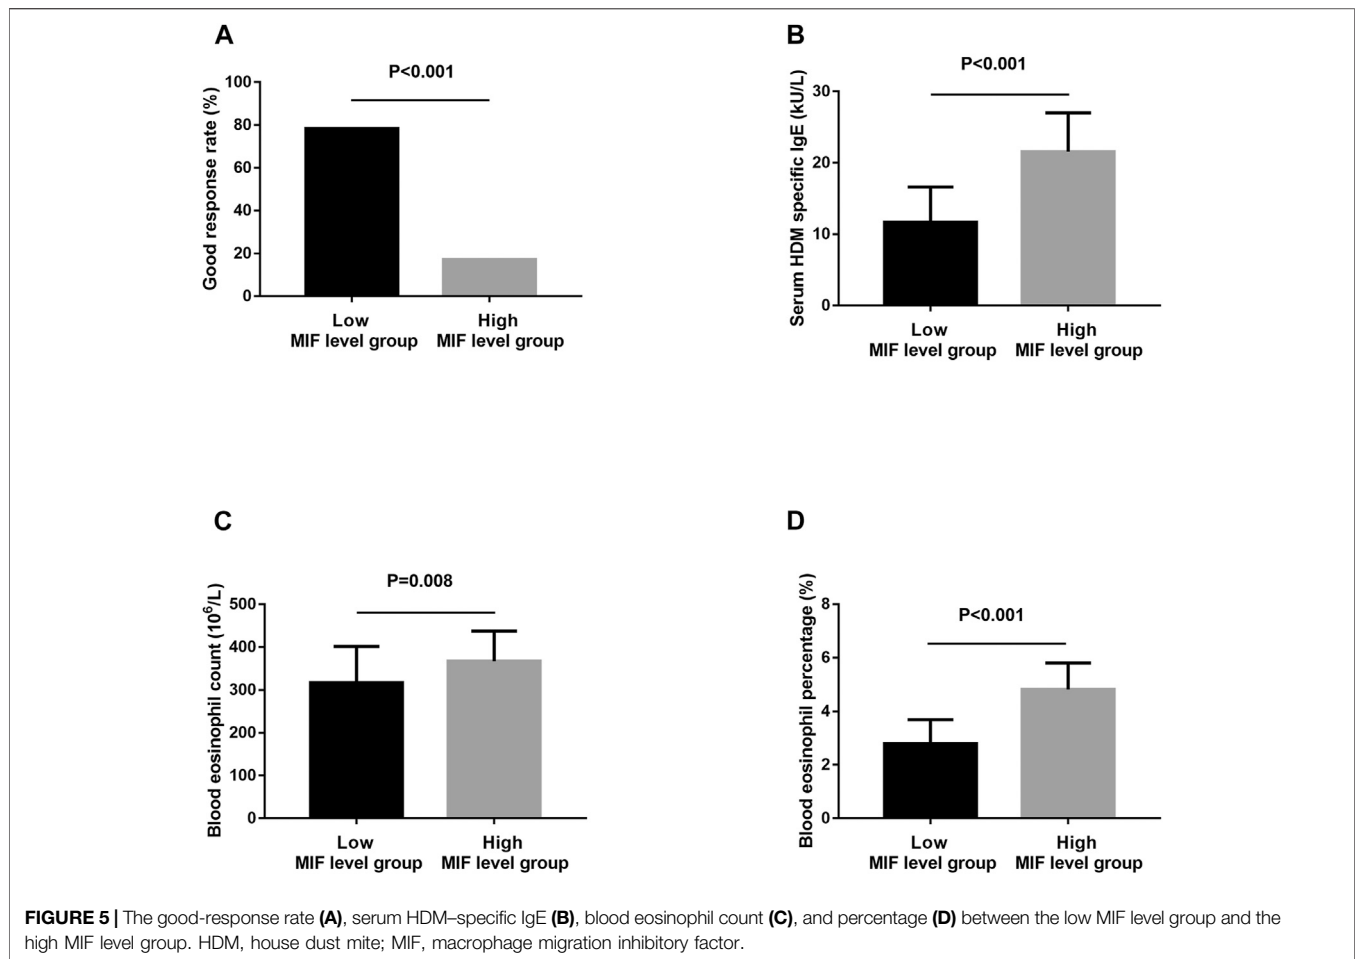 A
P<0.001
Good response rate (%)
100
80
60
40
20
0
Low
MIF level group
High
MIF level group
B
P<0.001
Serum HDM specific IgE (kU/L)
30
20
10
0
Low
MIF level group
High
MIF level group
C
P=0.008
Blood eosinophil count (10⁶/L)
500
400
300
200
100
0
Low
MIF level group
High
MIF level group
D
P<0.001
Blood eosinophil percentage (%)
8
6
4
2
0
Low
MIF level group
High
MIF level group
FIGURE 5 | The good-response rate (A), serum HDM–specific IgE (B), blood eosinophil count (C), and percentage (D) between the low MIF level group and the
high MIF level group. HDM, house dust mite; MIF, macrophage migration inhibitory factor.